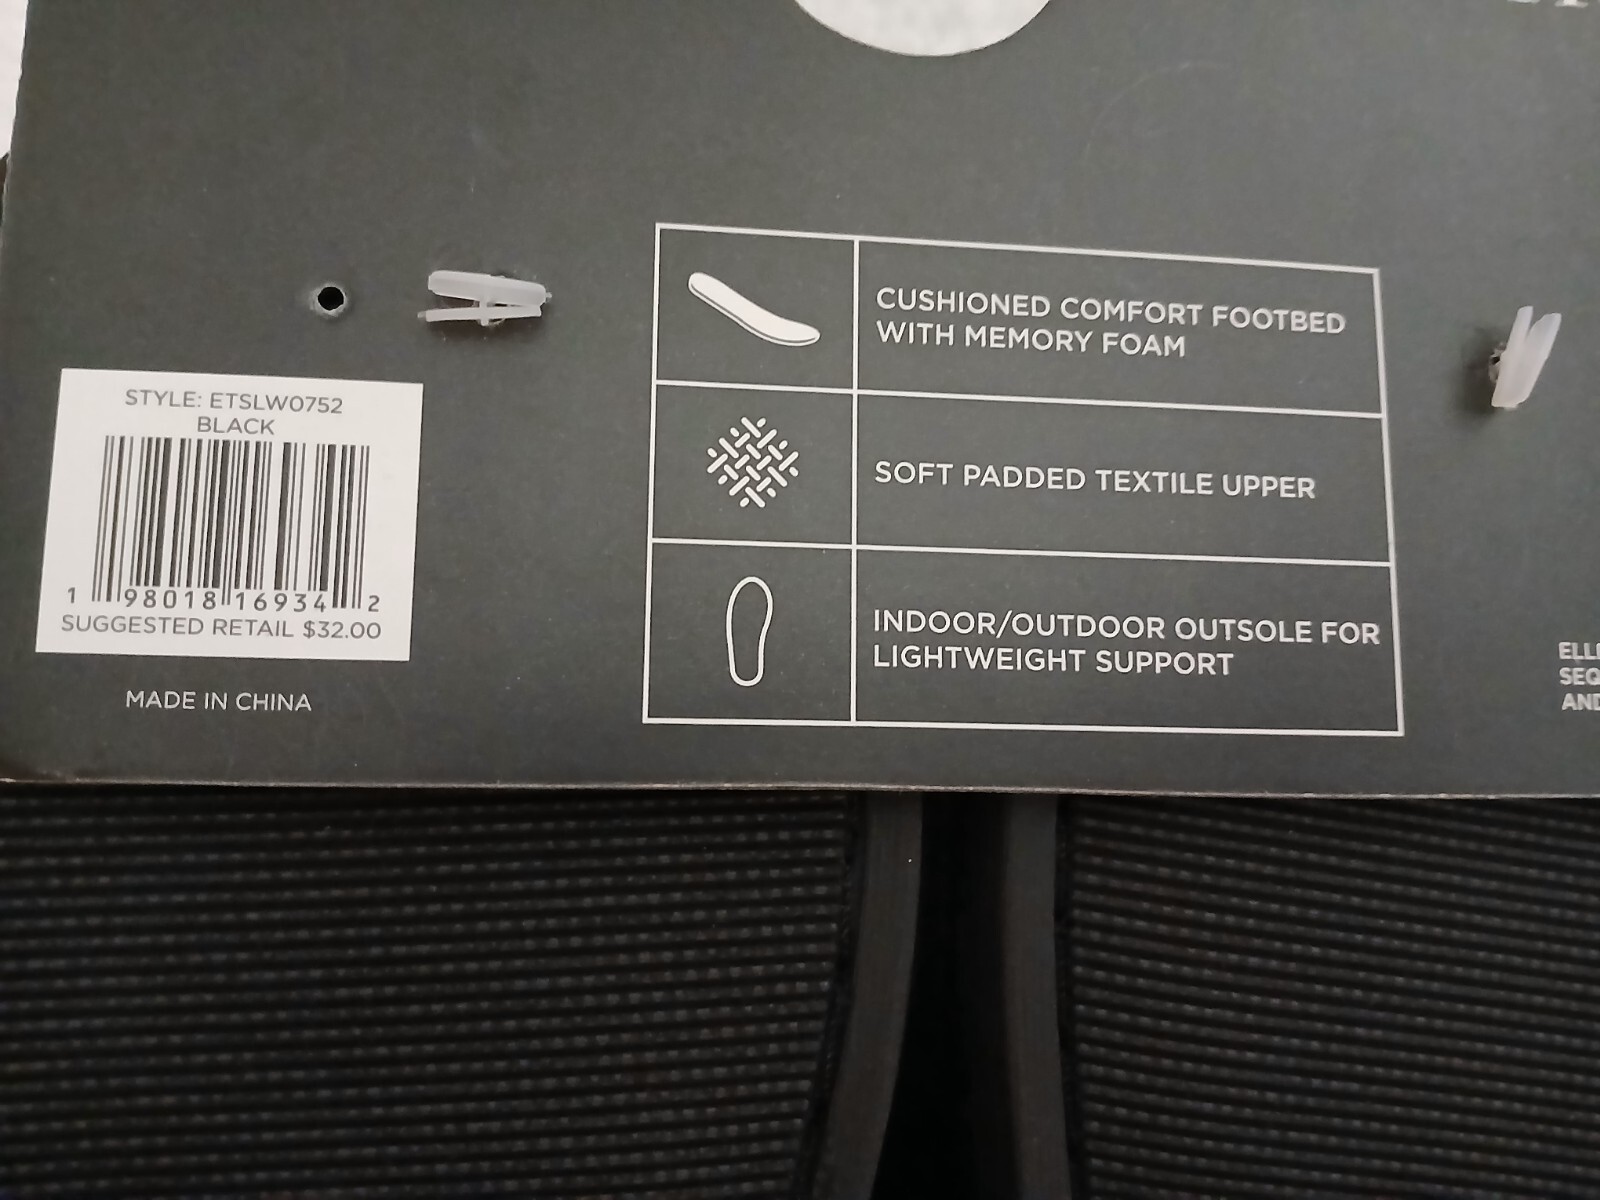 STYLE: ETSLW0752
BLACK
1 98018 16934 2
SUGGESTED RETAIL $32.00
MADE IN CHINA
CUSHIONED COMFORT FOOTBED
WITH MEMORY FOAM
SOFT PADDED TEXTILE UPPER
INDOOR/OUTDOOR OUTSOLE FOR
LIGHTWEIGHT SUPPORT